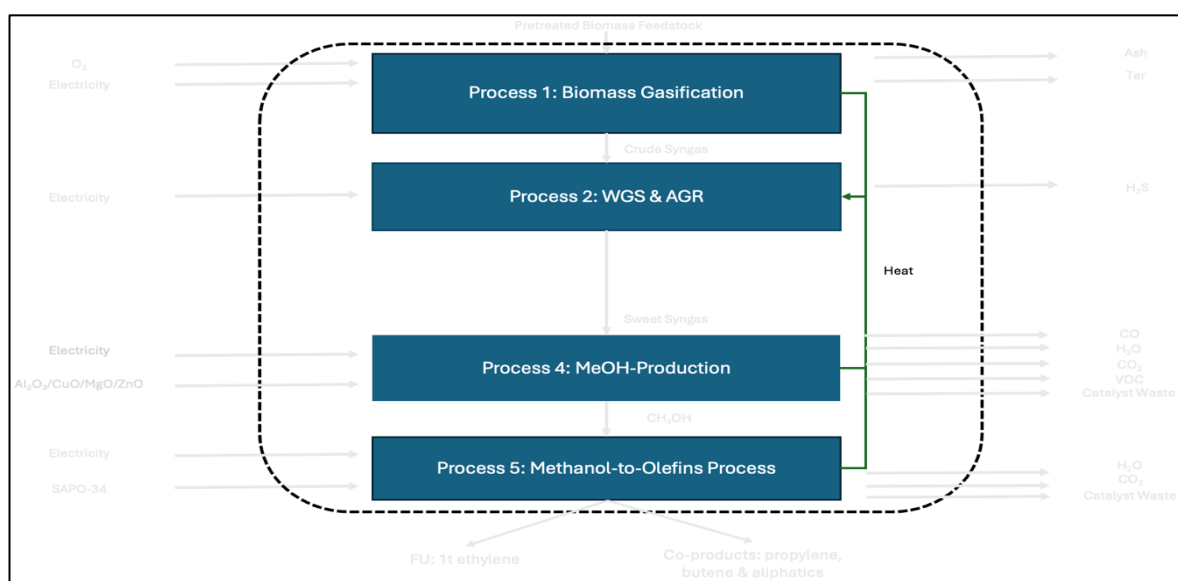 Pretreated Biomass Feedstock
O₂
Electricity
Process 1: Biomass Gasification
Ash
Tar
Crude Syngas
Electricity
Process 2: WGS & AGR
H₂S
Heat
Sweet Syngas
Electricity
Al₂O₃/CuO/MgO/ZnO
Process 4: MeOH-Production
CO
H₂O
CO₂
VOC
Catalyst Waste
CH₃OH
Electricity
SAPO-34
Process 5: Methanol-to-Olefins Process
H₂O
CO₂
Catalyst Waste
FU: 1t ethylene
Co-products: propylene,
butene & aliphatics